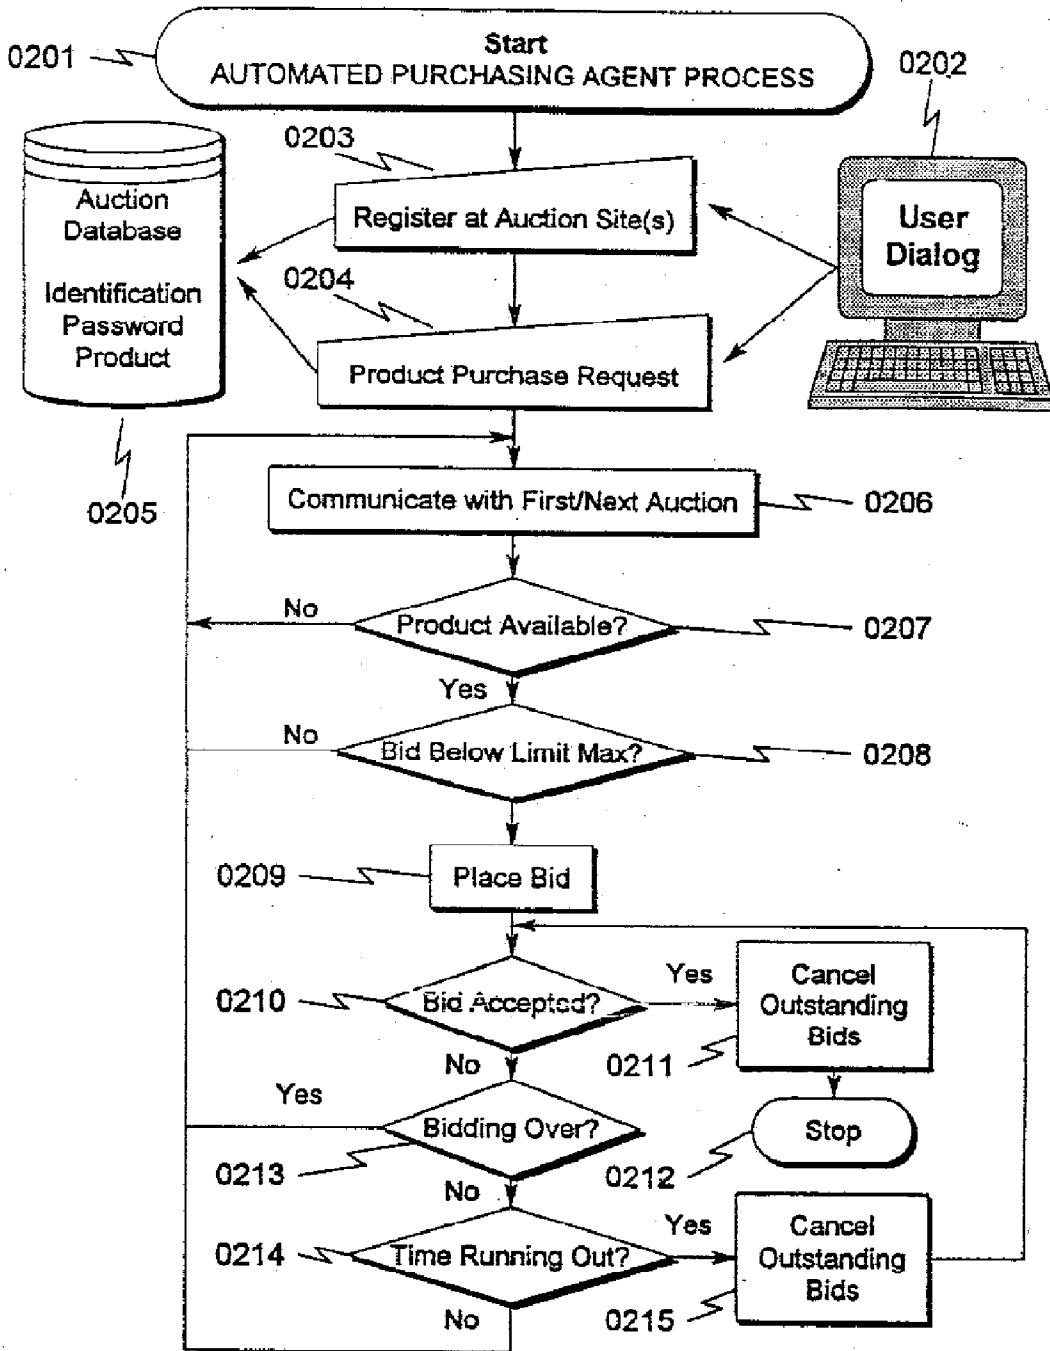 0201
Start
AUTOMATED PURCHASING AGENT PROCESS
0202
0203
Auction
Database
Identification
Password
Product
Register at Auction Site(s)
User
Dialog
0204
Product Purchase Request
0205
Communicate with First/Next Auction
0206
No
Product Available?
0207
Yes
No
Bid Below Limit Max?
0208
0209
Place Bid
0210
Bid Accepted?
Yes
Cancel
Outstanding
Bids
0211
No
Yes
Bidding Over?
Stop
0213
0212
No
0214
Time Running Out?
Yes
Cancel
Outstanding
Bids
0215
No